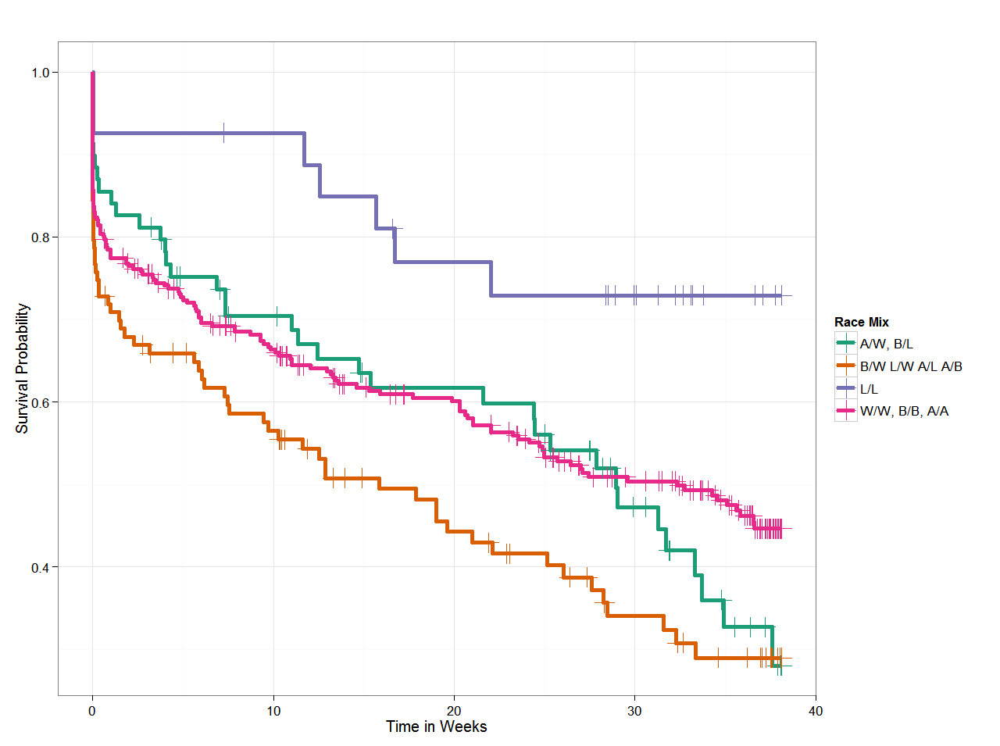 1.0
0.8
0.6
0.4
Survival Probability
0
10
20
30
40
Time in Weeks
Race Mix
A/W, B/L
B/W L/W A/L A/B
L/L
W/W, B/B, A/A